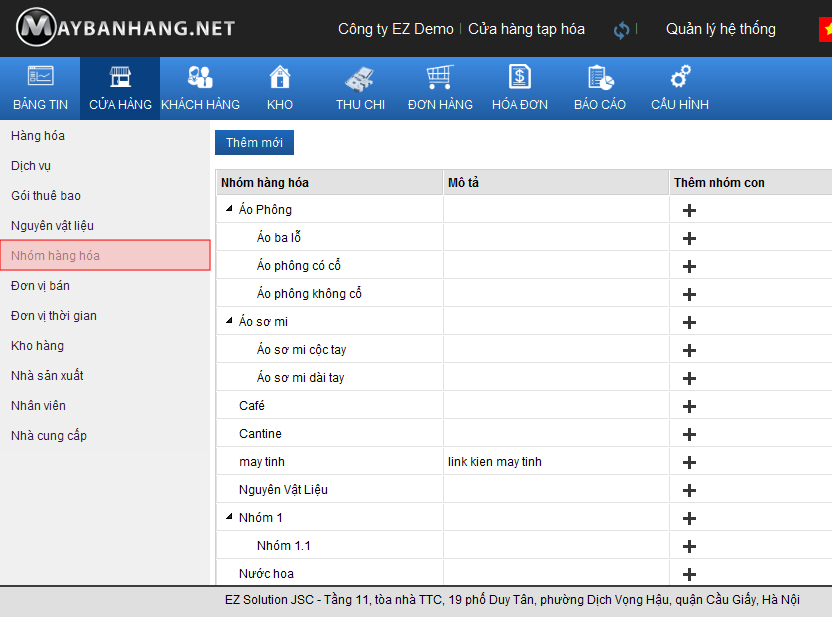 MAYBANHANG.NET
Công ty EZ Demo | Cửa hàng tạp hóa | Quản lý hệ thống
BẢNG TIN CỬA HÀNG KHÁCH HÀNG KHO THU CHI ĐƠN HÀNG HÓA ĐƠN BÁO CÁO CẤU HÌNH
Hàng hóa
Dịch vụ
Gói thuê bao
Nguyên vật liệu
Nhóm hàng hóa
Đơn vị bán
Đơn vị thời gian
Kho hàng
Nhà sản xuất
Nhân viên
Nhà cung cấp
Thêm mới
Nhóm hàng hóa Mô tả Thêm nhóm con
Áo Phông
Áo ba lỗ
Áo phông có cổ
Áo phông không cổ
Áo sơ mi
Áo sơ mi cộc tay
Áo sơ mi dài tay
Café
Cantine
may tinh link kien may tinh
Nguyên Vật Liệu
Nhóm 1
Nhóm 1.1
Nước hoa
EZ Solution JSC - Tầng 11, tòa nhà TTC, 19 phố Duy Tân, phường Dịch Vọng Hậu, quận Cầu Giấy, Hà Nội